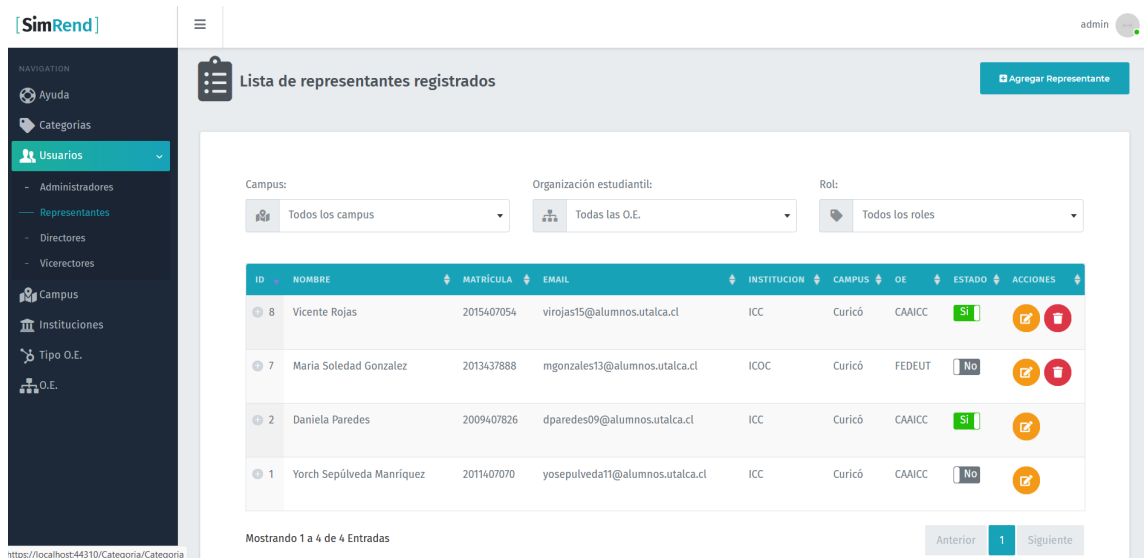 [SimRend]
admin
NAVIGATION
Ayuda
Categorias
Usuarios
- Administradores
Representantes
- Directores
- Vicerectores
Campus
Instituciones
Tipo O.E.
O.E.
Lista de representantes registrados
Agregar Representante
Campus: Organización estudiantil: Rol:
Todos los campus Todas las O.E. Todos los roles
ID NOMBRE MATRÍCULA EMAIL INSTITUCION CAMPUS OE ESTADO ACCIONES
8 Vicente Rojas 2015407054 virojas15@alumnos.utalca.cl ICC Curicó CAAICC Si
7 Maria Soledad Gonzalez 2013437888 mgonzales13@alumnos.utalca.cl ICOC Curicó FEDEUT No
2 Daniela Paredes 2009407826 dparedes09@alumnos.utalca.cl ICC Curicó CAAICC Si
1 Yorch Sepúlveda Manríquez 2011407070 yosepulveda11@alumnos.utalca.cl ICC Curicó CAAICC No
Mostrando 1 a 4 de 4 Entradas
Anterior 1 Siguiente
https://localhost:44310/Categoria/Categoria